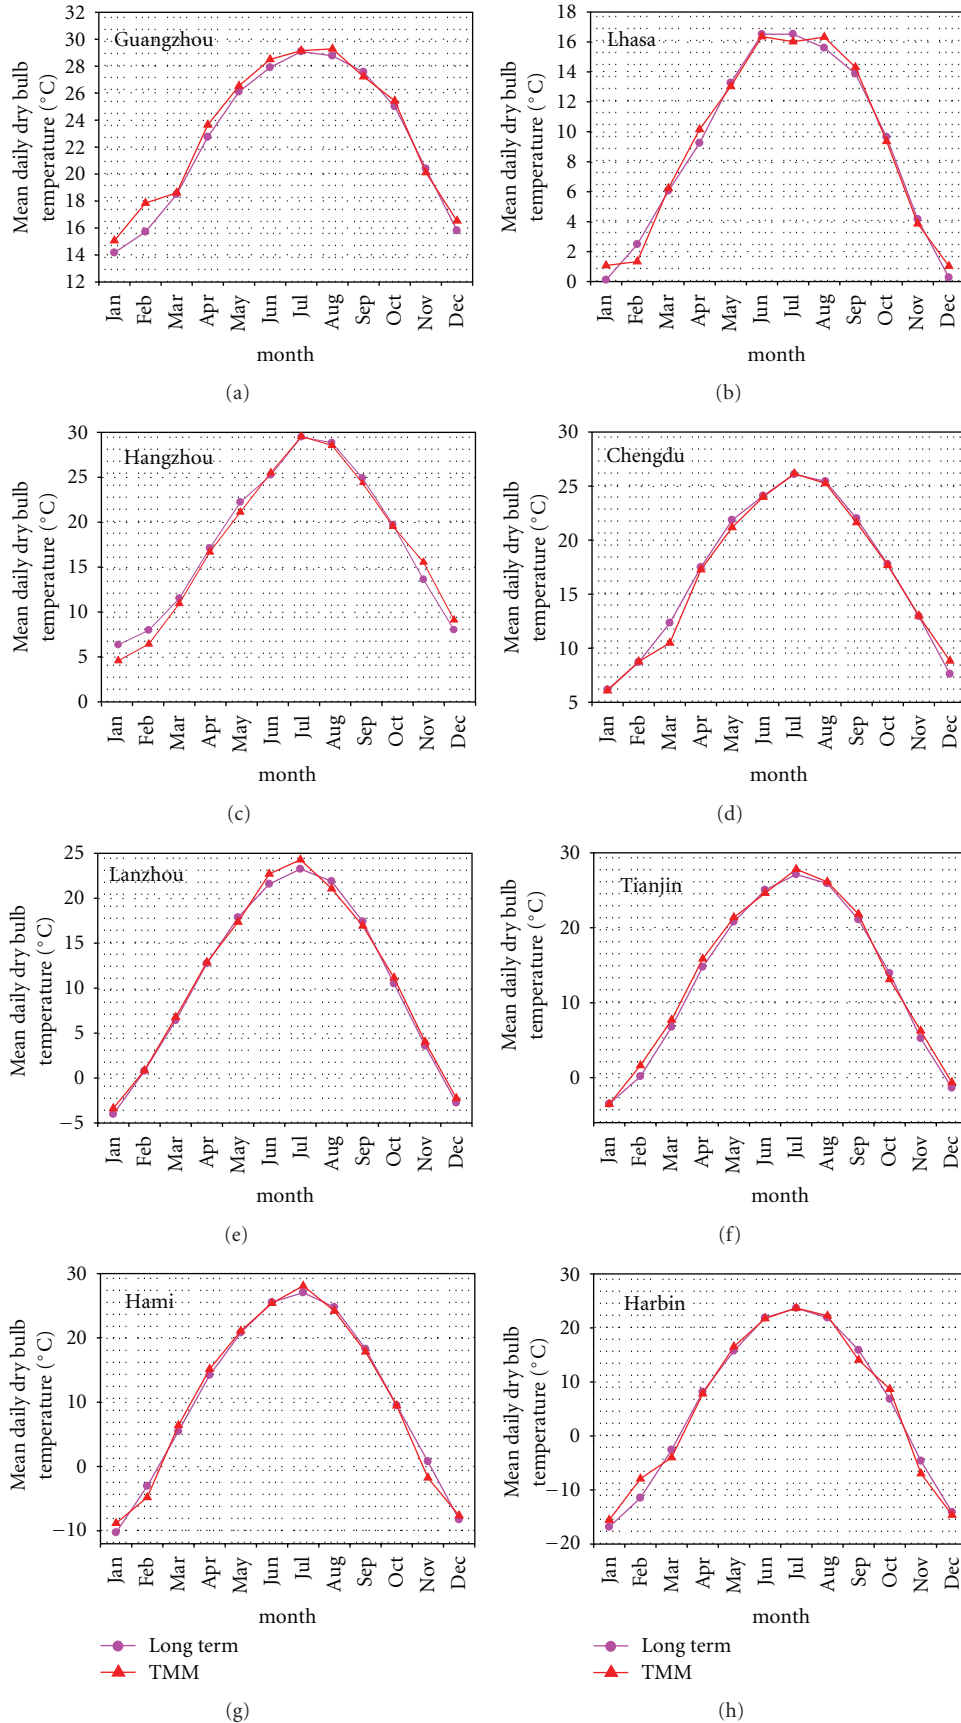 Guangzhou
Mean daily dry bulb
temperature (°C)
32
30
28
26
24
22
20
18
16
14
12
Jan Feb Mar Apr May Jun Jul Aug Sep Oct Nov Dec
month
(a)
Lhasa
Mean daily dry bulb
temperature (°C)
18
16
14
12
10
8
6
4
2
0
Jan Feb Mar Apr May Jun Jul Aug Sep Oct Nov Dec
month
(b)
Hangzhou
Mean daily dry bulb
temperature (°C)
30
25
20
15
10
5
0
Jan Feb Mar Apr May Jun Jul Aug Sep Oct Nov Dec
month
(c)
Chengdu
Mean daily dry bulb
temperature (°C)
30
25
20
15
10
5
Jan Feb Mar Apr May Jun Jul Aug Sep Oct Nov Dec
month
(d)
Lanzhou
Mean daily dry bulb
temperature (°C)
25
20
15
10
5
0
−5
Jan Feb Mar Apr May Jun Jul Aug Sep Oct Nov Dec
month
(e)
Tianjin
Mean daily dry bulb
temperature (°C)
30
20
10
0
Jan Feb Mar Apr May Jun Jul Aug Sep Oct Nov Dec
month
(f)
Hami
Mean daily dry bulb
temperature (°C)
30
20
10
0
−10
Jan Feb Mar Apr May Jun Jul Aug Sep Oct Nov Dec
month
Long term
TMM
(g)
Harbin
Mean daily dry bulb
temperature (°C)
30
20
10
0
−10
−20
Jan Feb Mar Apr May Jun Jul Aug Sep Oct Nov Dec
month
Long term
TMM
(h)